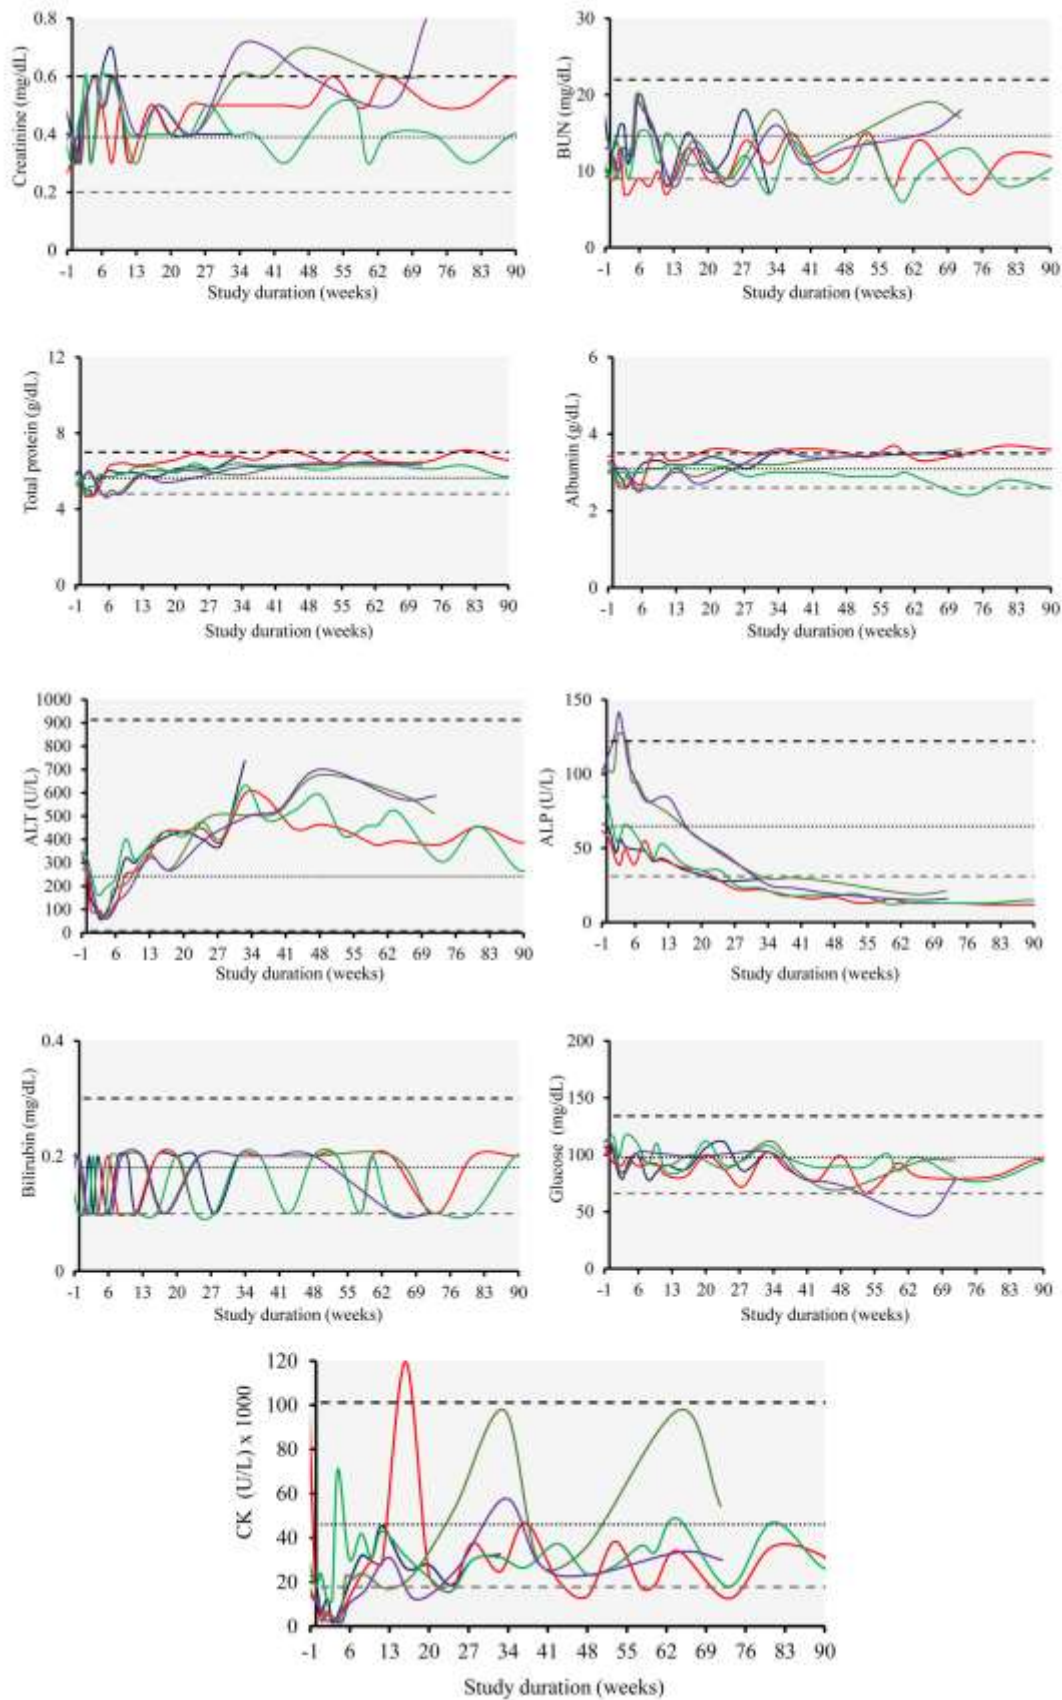 Creatinine (mg/dL)
0.8
0.6
0.4
0.2
0
-1 6 13 20 27 34 41 48 55 62 69 76 83 90
Study duration (weeks)
BUN (mg/dL)
30
20
10
0
-1 6 13 20 27 34 41 48 55 62 69 76 83 90
Study duration (weeks)
Total protein (g/dL)
12
8
4
0
-1 6 13 20 27 34 41 48 55 62 69 76 83 90
Study duration (weeks)
Albumin (g/dL)
6
4
2
0
-1 6 13 20 27 34 41 48 55 62 69 76 83 90
Study duration (weeks)
ALT (U/L)
1000
900
800
700
600
500
400
300
200
100
0
-1 6 13 20 27 34 41 48 55 62 69 76 83 90
Study duration (weeks)
ALP (U/L)
150
100
50
0
-1 6 13 20 27 34 41 48 55 62 69 76 83 90
Study duration (weeks)
Bilirubin (mg/dL)
0.4
0.2
0
-1 6 13 20 27 34 41 48 55 62 69 76 83 90
Study duration (weeks)
Glucose (mg/dL)
200
150
100
50
0
-1 6 13 20 27 34 41 48 55 62 69 76 83 90
Study duration (weeks)
CK (U/L) x 1000
120
100
80
60
40
20
0
-1 6 13 20 27 34 41 48 55 62 69 76 83 90
Study duration (weeks)